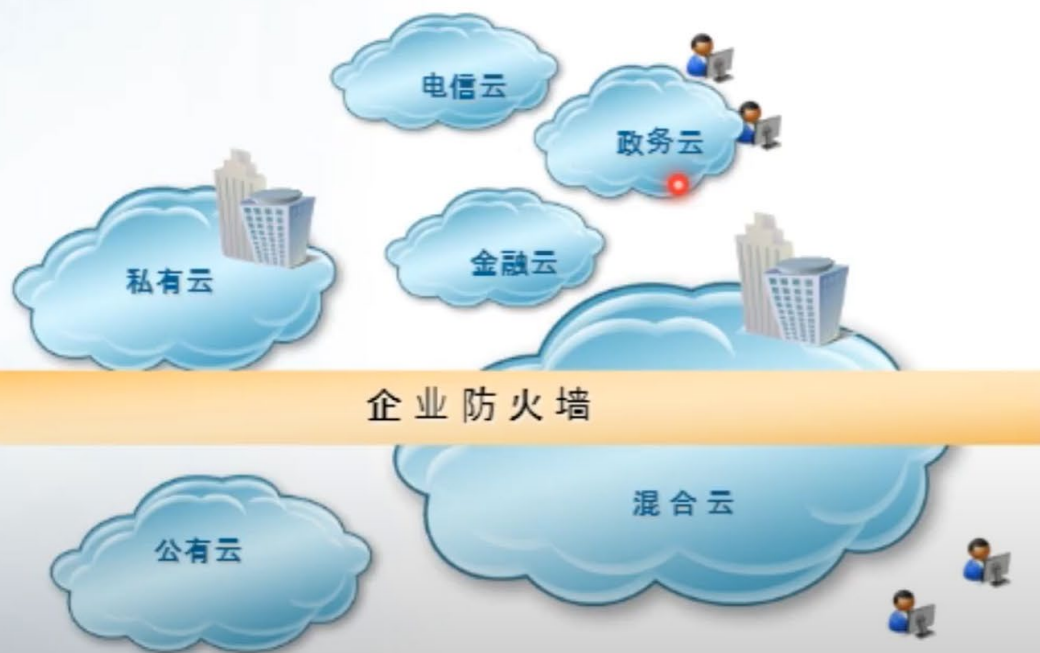 电信云
政务云
私有云
金融云
企业防火墙
混合云
公有云